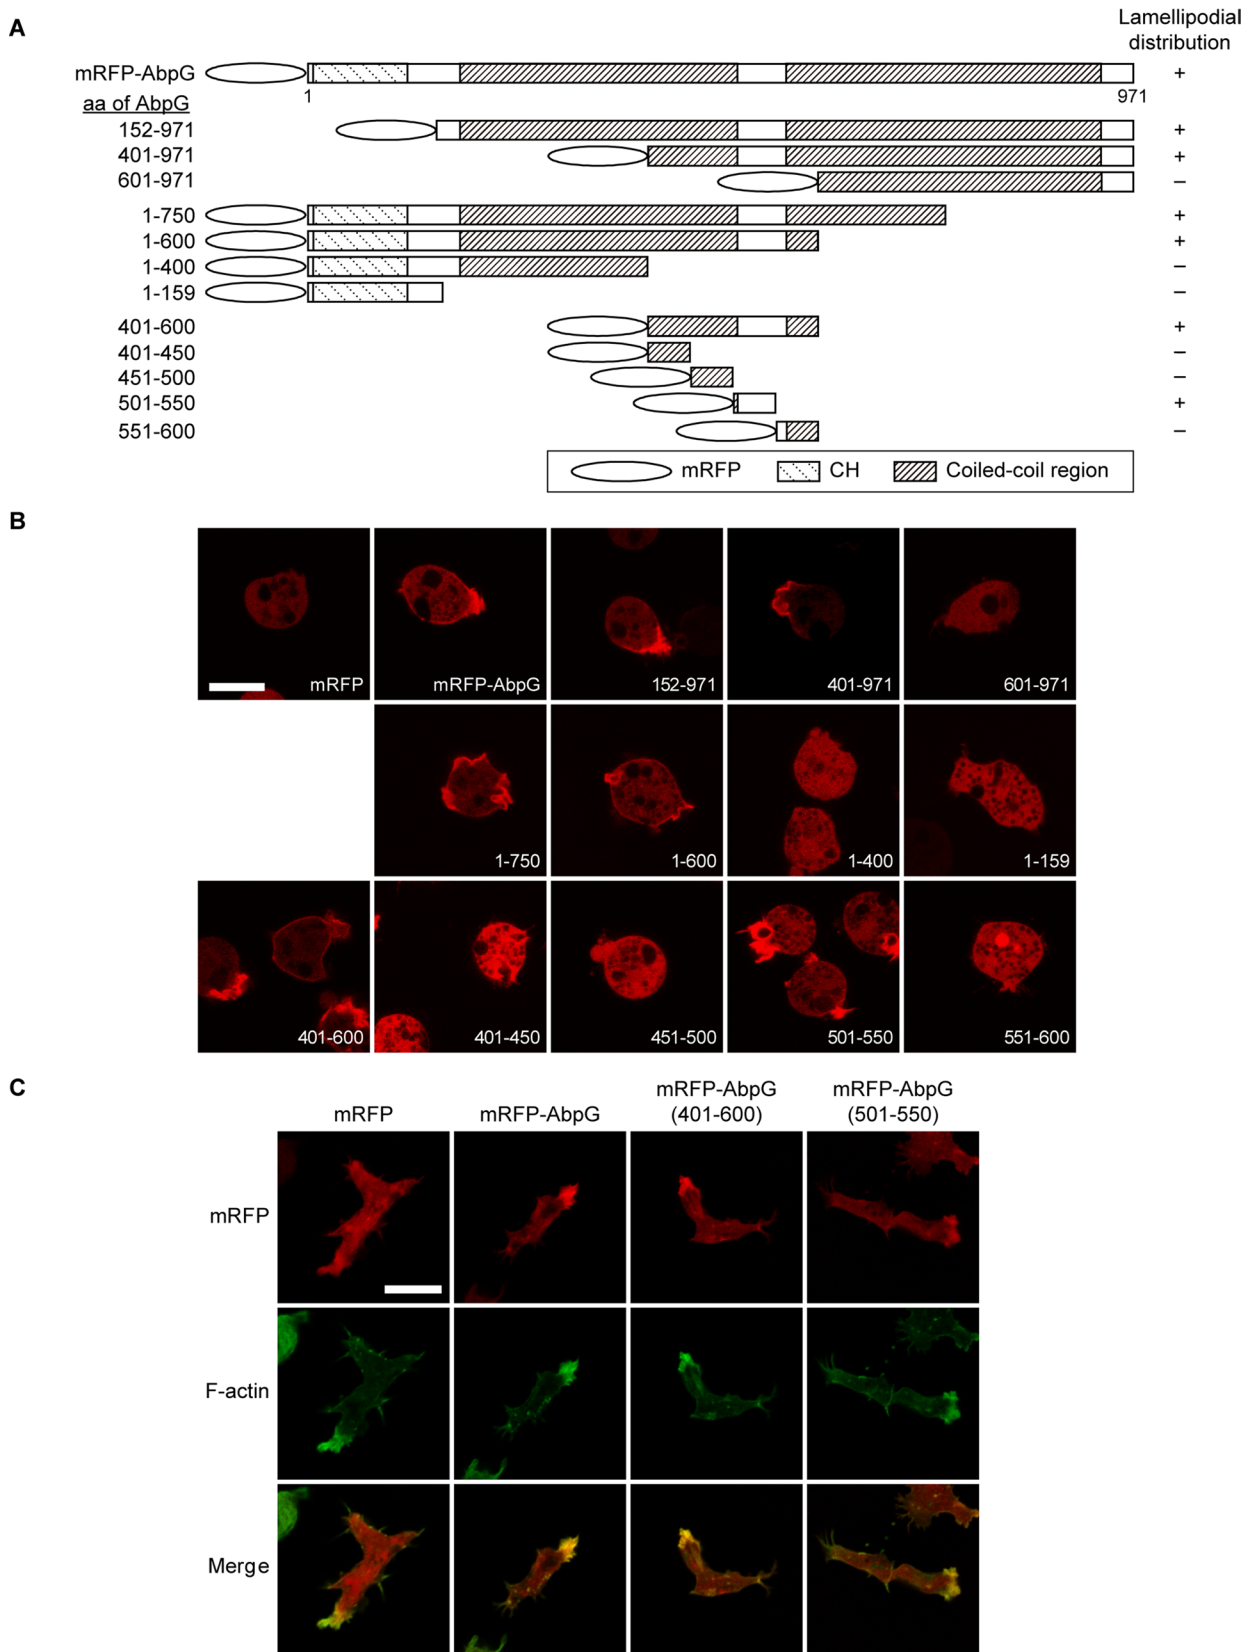 A
Lamellipodial
distribution
mRFP-AbpG +
1 971
aa of AbpG
152-971 +
401-971 +
601-971 −
1-750 +
1-600 +
1-400 −
1-159 −
401-600 +
401-450 −
451-500 −
501-550 +
551-600 −
mRFP CH Coiled-coil region
B
mRFP mRFP-AbpG 152-971 401-971 601-971
1-750 1-600 1-400 1-159
401-600 401-450 451-500 501-550 551-600
C
mRFP mRFP-AbpG mRFP-AbpG (401-600) mRFP-AbpG (501-550)
mRFP
F-actin
Merge